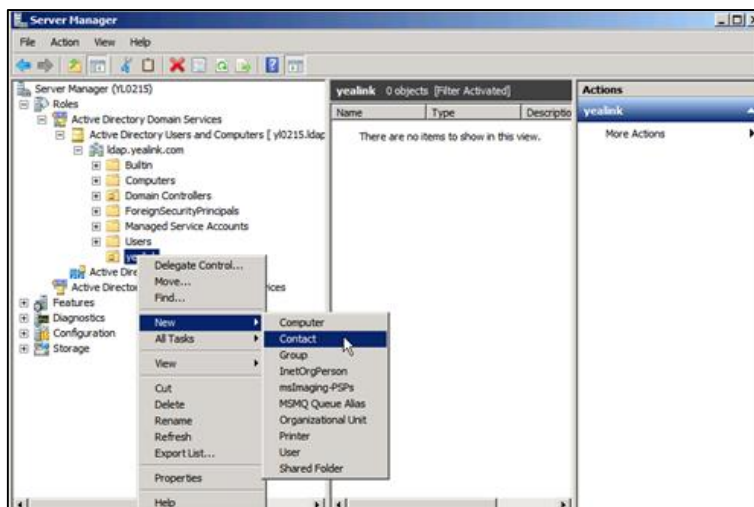 Server Manager
File Action View Help
Server Manager (YL0215)
Roles
Active Directory Domain Services
Active Directory Users and Computers [ yl0215.ldap
ldap.yealink.com
Builtin
Computers
Domain Controllers
ForeignSecurityPrincipals
Managed Service Accounts
Users
Active Dire
Active Directo
Features
Diagnostics
Configuration
Storage
yealink 0 objects [Filter Activated]
Name Type Descriptio
There are no items to show in this view.
Actions
yealink
More Actions
Delegate Control...
Move...
Find...
New
All Tasks
View
Cut
Delete
Rename
Refresh
Export List...
Properties
Help
Computer
Contact
Group
InetOrgPerson
msImaging-PSPs
MSMQ Queue Alias
Organizational Unit
Printer
User
Shared Folder